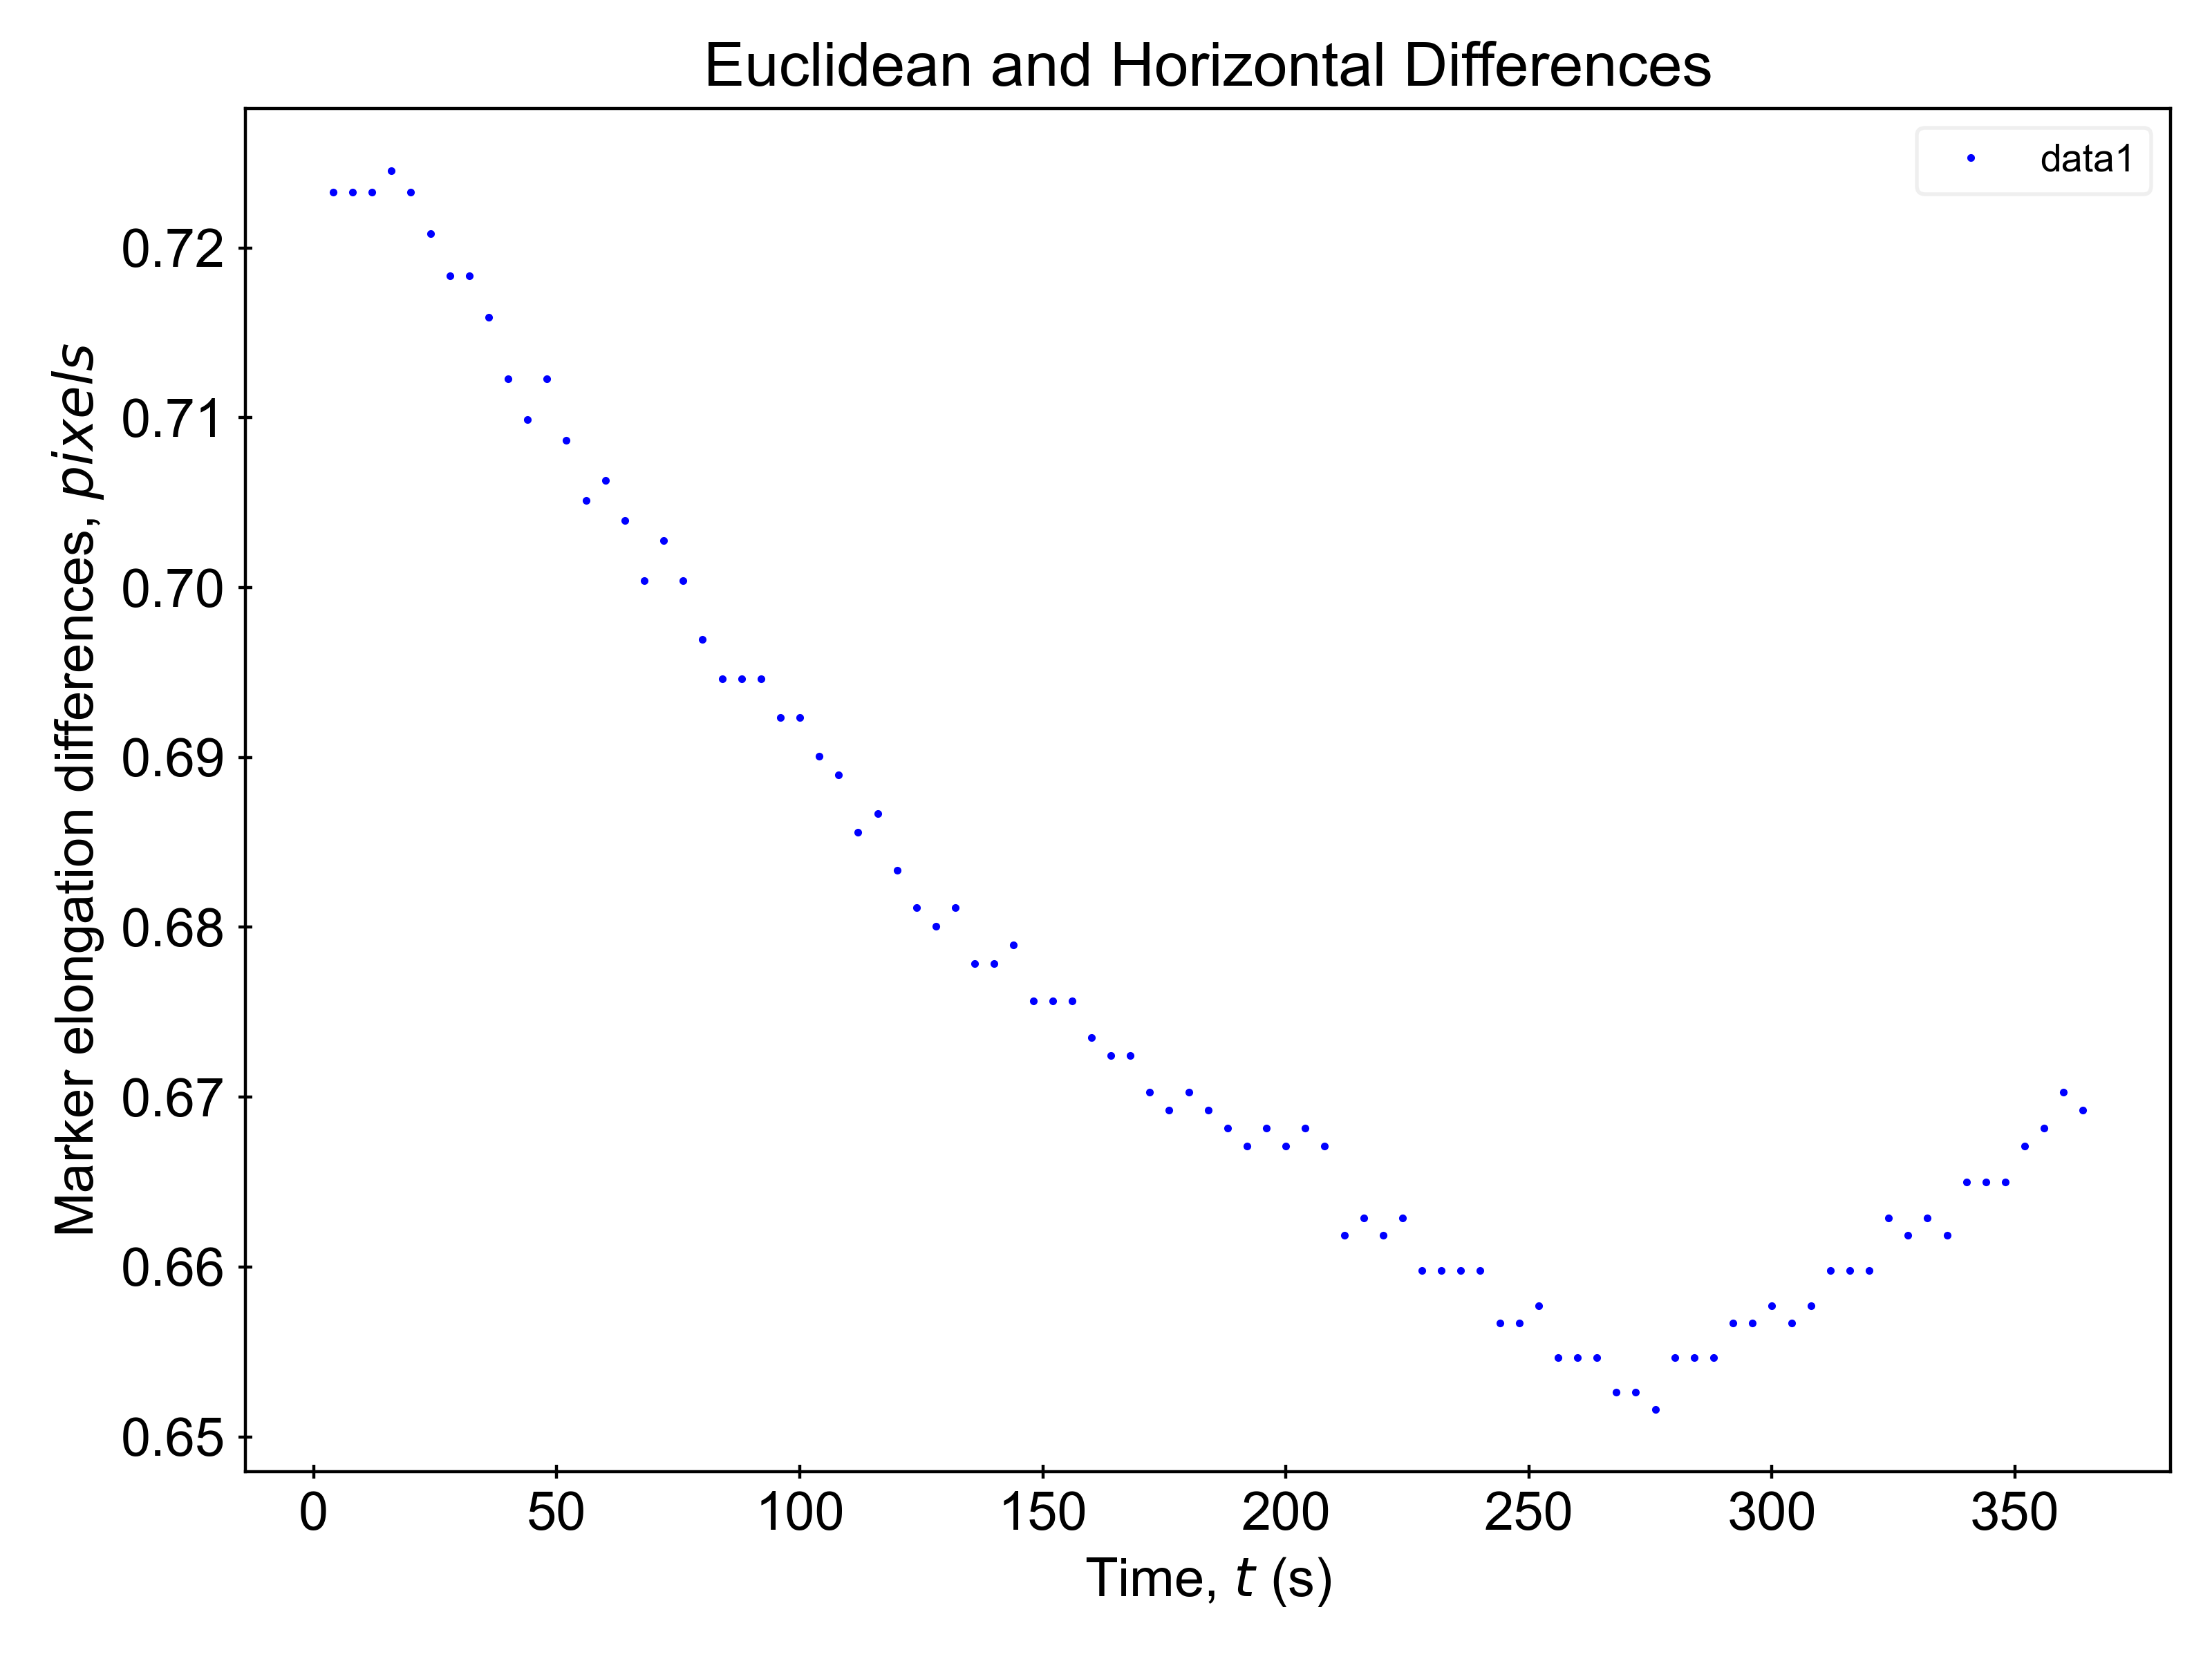 Euclidean and Horizontal Differences
data1
Marker elongation differences, pixels
0.72
0.71
0.70
0.69
0.68
0.67
0.66
0.65
0 50 100 150 200 250 300 350
Time, t (s)